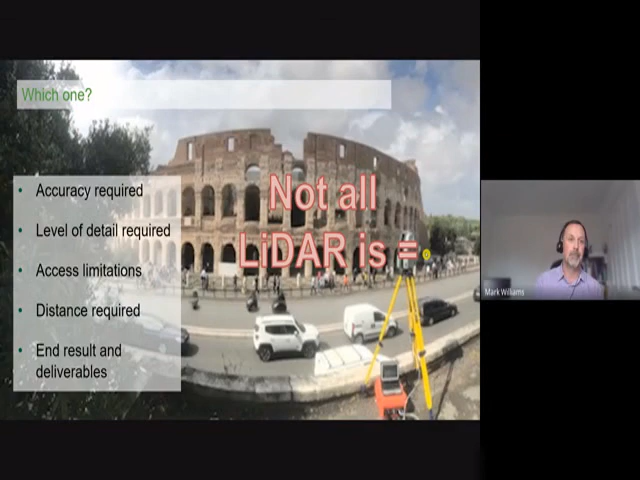 Which one?
• Accuracy required
• Level of detail required
• Access limitations
• Distance required
• End result and
deliverables
Not all
LiDAR is =
Mark Williams